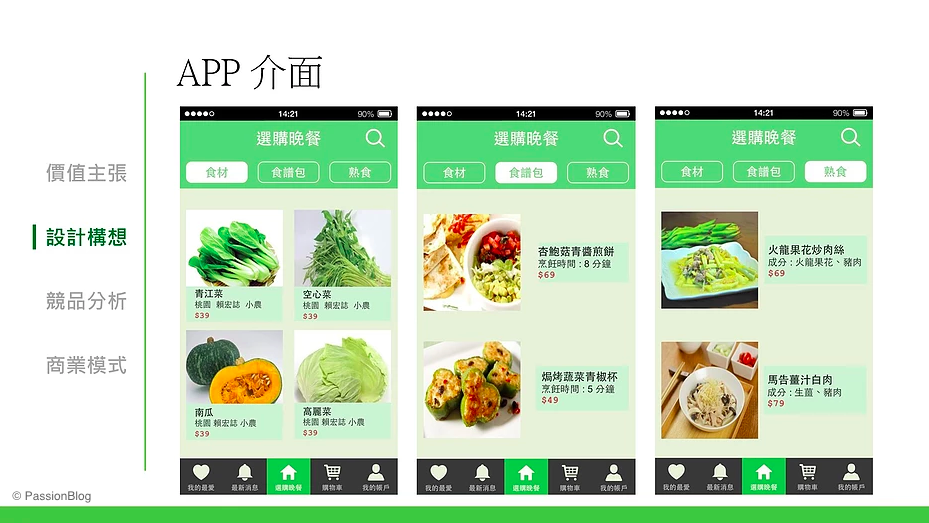 APP 介面
價值主張
設計構想
競品分析
商業模式
14:21
90%
選購晚餐
食材
食譜包
熟食
青江菜
桃園 賴宏誌 小農
$39
空心菜
桃園 賴宏誌 小農
$39
南瓜
桃園 賴宏誌 小農
$39
高麗菜
桃園 賴宏誌 小農
$39
我的最愛
最新消息
選購晚餐
購物車
我的帳戶
14:21
90%
選購晚餐
食材
食譜包
熟食
杏鮑菇青醬煎餅
烹飪時間 : 8 分鐘
$69
焗烤蔬菜青椒杯
烹飪時間 : 5 分鐘
$49
我的最愛
最新消息
選購晚餐
購物車
我的帳戶
14:21
90%
選購晚餐
食材
食譜包
熟食
火龍果花炒肉絲
成分 : 火龍果花、豬肉
$69
馬告薑汁白肉
成分 : 生薑、豬肉
$79
我的最愛
最新消息
選購晚餐
購物車
我的帳戶
© PassionBlog